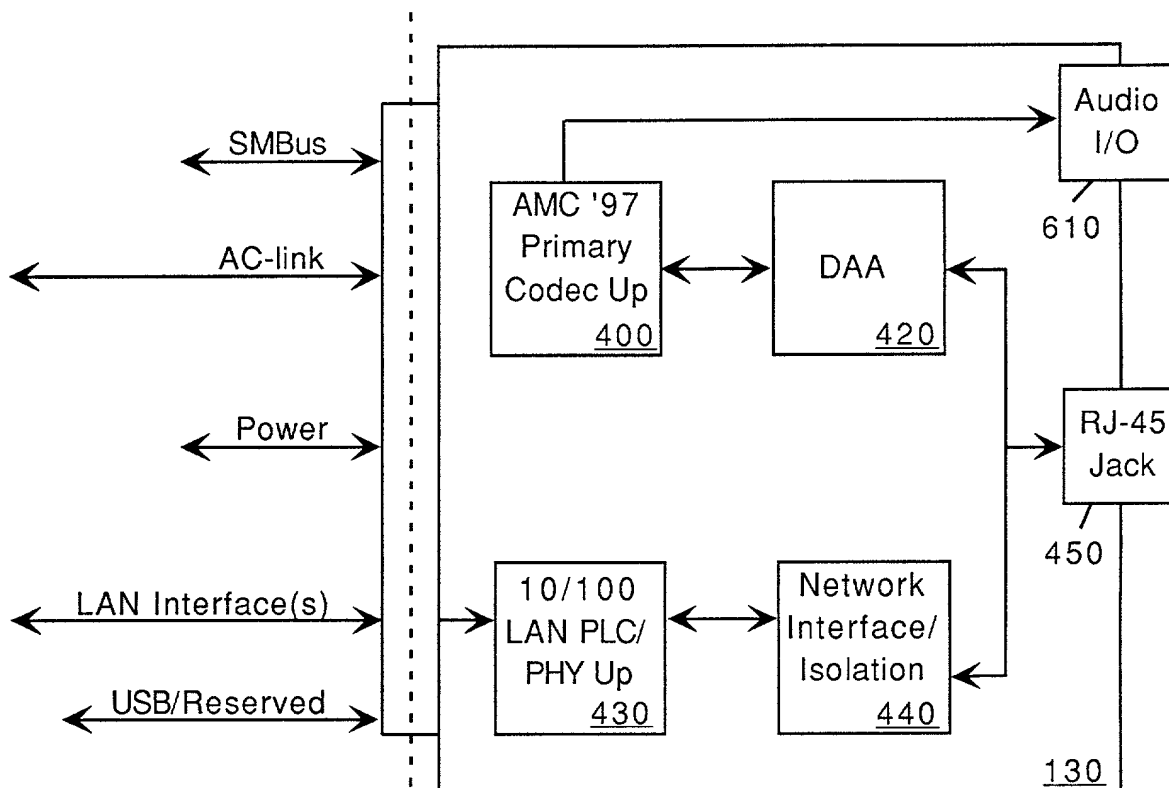 Audio
I/O
610
SMBus
AMC '97
Primary
Codec Up
400
DAA
420
AC-link
Power
RJ-45
Jack
450
LAN Interface(s)
10/100
LAN PLC/
PHY Up
430
Network
Interface/
Isolation
440
USB/Reserved
130